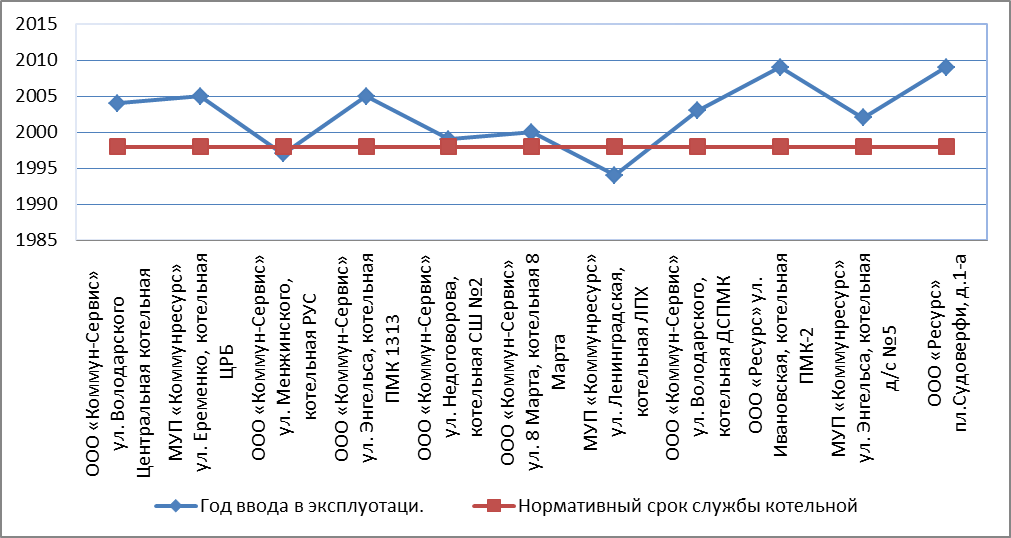 2015
2010
2005
2000
1995
1990
1985
ООО «Коммун-Сервис»
ул. Володарского
Центральная котельная
МУП «Коммунресурс»
ул. Еременко, котельная
ЦРБ
ООО «Коммун-Сервис»
ул. Менжинского,
котельная РУС
ООО «Коммун-Сервис»
ул. Энгельса, котельная
ПМК 1313
ООО «Коммун-Сервис»
ул. Недоговорова,
котельная СШ №2
ООО «Коммун-Сервис»
ул. 8 Марта, котельная 8
Марта
МУП «Коммунресурс»
ул. Ленинградская,
котельная ЛПХ
ООО «Коммун-Сервис»
ул. Володарского,
котельная ДСПМК
ООО «Ресурс» ул.
Ивановская, котельная
ПМК-2
МУП «Коммунресурс»
ул. Энгельса, котельная
д/с №5
ООО «Ресурс»
пл.Судоверфи, д.1-а
Год ввода в эксплуотаци.
Нормативный срок службы котельной